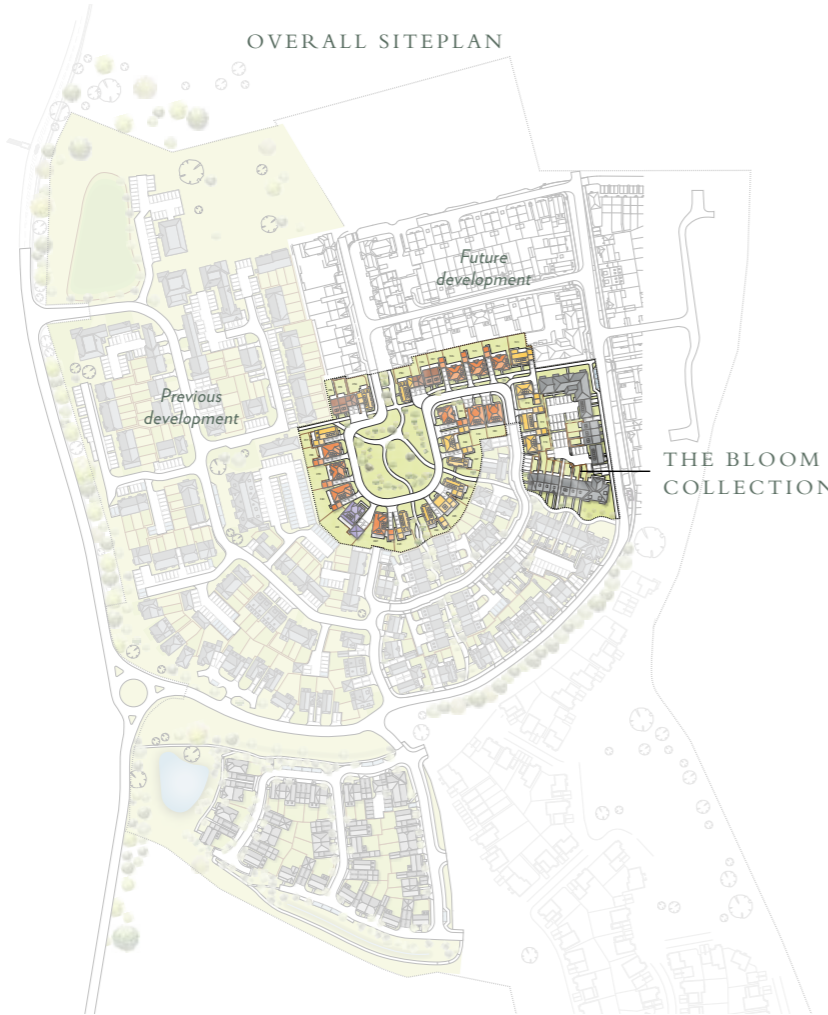 OVERALL SITEPLAN
Future
development
Previous
development
THE BLOOM
COLLECTION